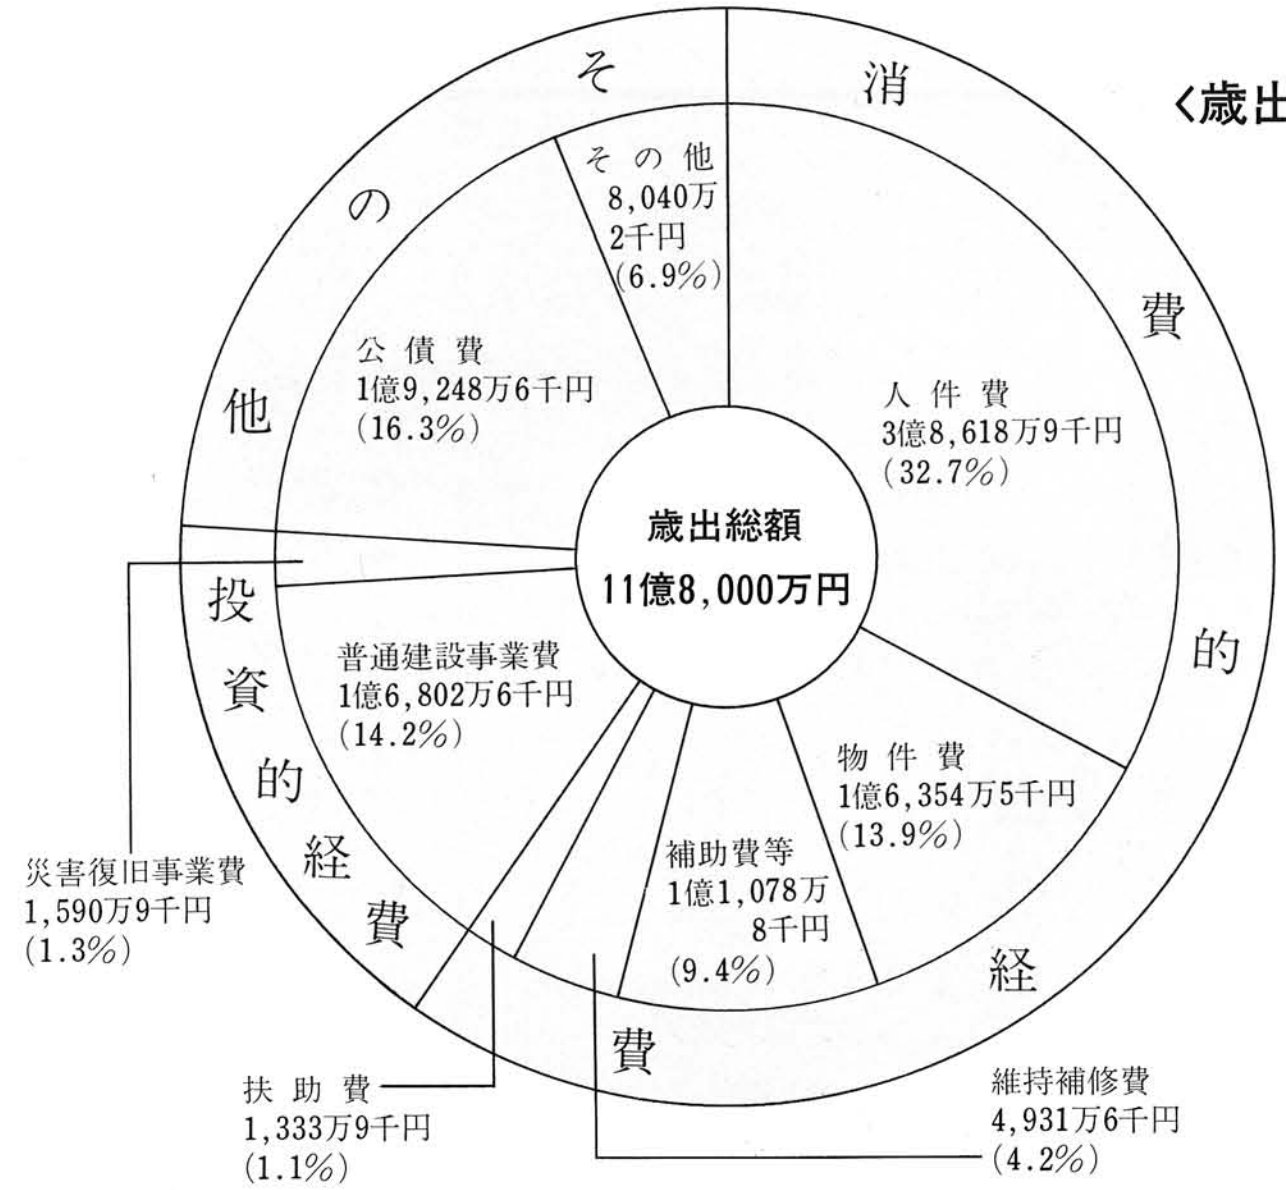 <歳出
消費的経費
投資的経費
その他
歳出総額
11億8,000万円
人件費
3億8,618万9千円
(32.7%)
物件費
1億6,354万5千円
(13.9%)
補助費等
1億1,078万
8千円
(9.4%)
維持補修費
4,931万6千円
(4.2%)
扶助費
1,333万9千円
(1.1%)
普通建設事業費
1億6,802万6千円
(14.2%)
災害復旧事業費
1,590万9千円
(1.3%)
公債費
1億9,248万6千円
(16.3%)
その他
8,040万
2千円
(6.9%)